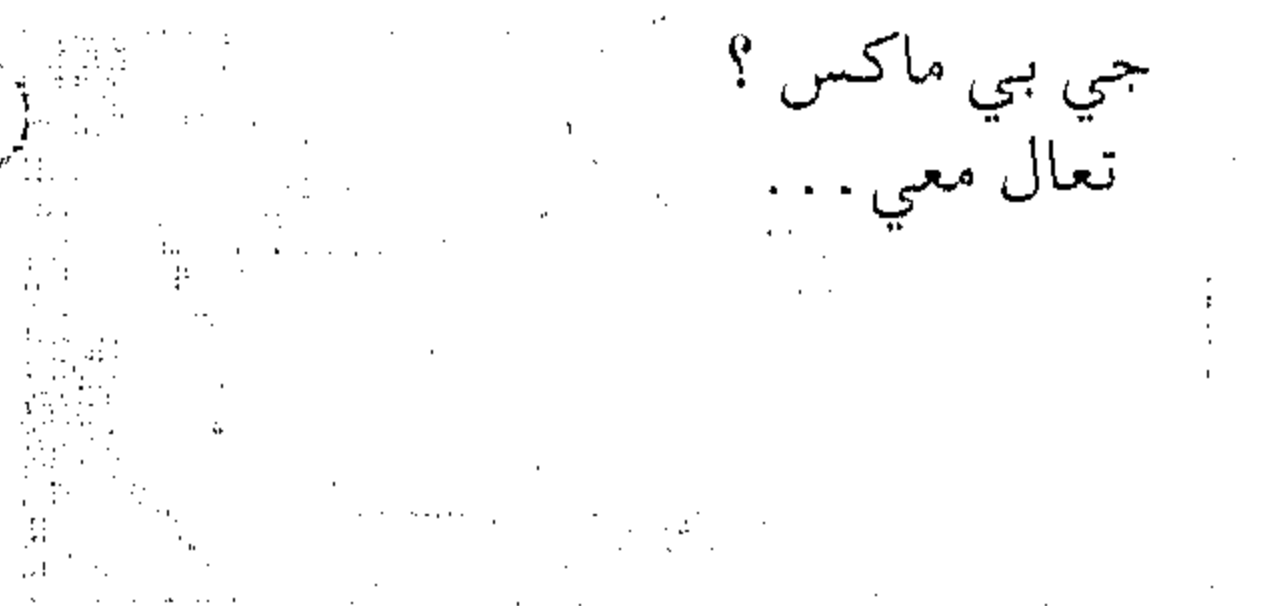 جي بي ماكس ؟
تعال معي . . .